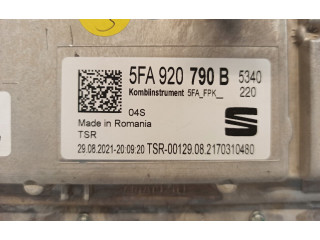 5FA 920 790 B 5340
Kombiinstrument 5FA_FPK__ 220
04S
Made in Romania
TSR
29.08.2021-20:09:20 TSR-00129.08.2170310480